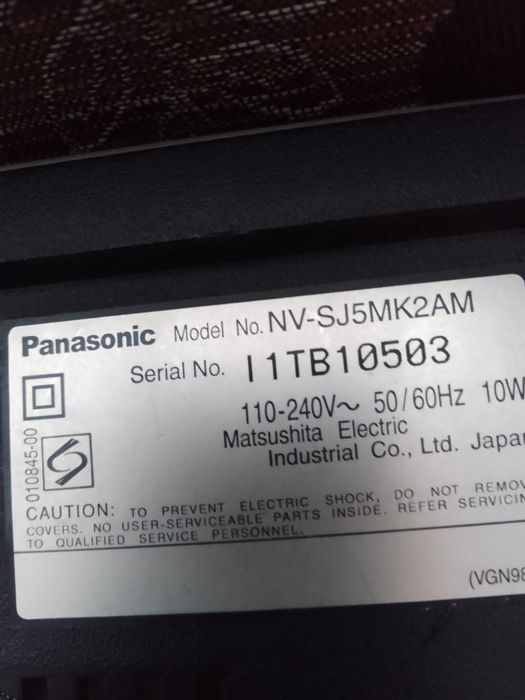 Panasonic Model No. NV-SJ5MK2AM
Serial No. I1TB10503
110-240V~ 50/60Hz 10W
Matsushita Electric
Industrial Co., Ltd. Japan
010845-00
CAUTION: TO PREVENT ELECTRIC SHOCK, DO NOT REMOV
COVERS. NO USER-SERVICEABLE PARTS INSIDE. REFER SERVICIN
TO QUALIFIED SERVICE PERSONNEL.
(VGN98